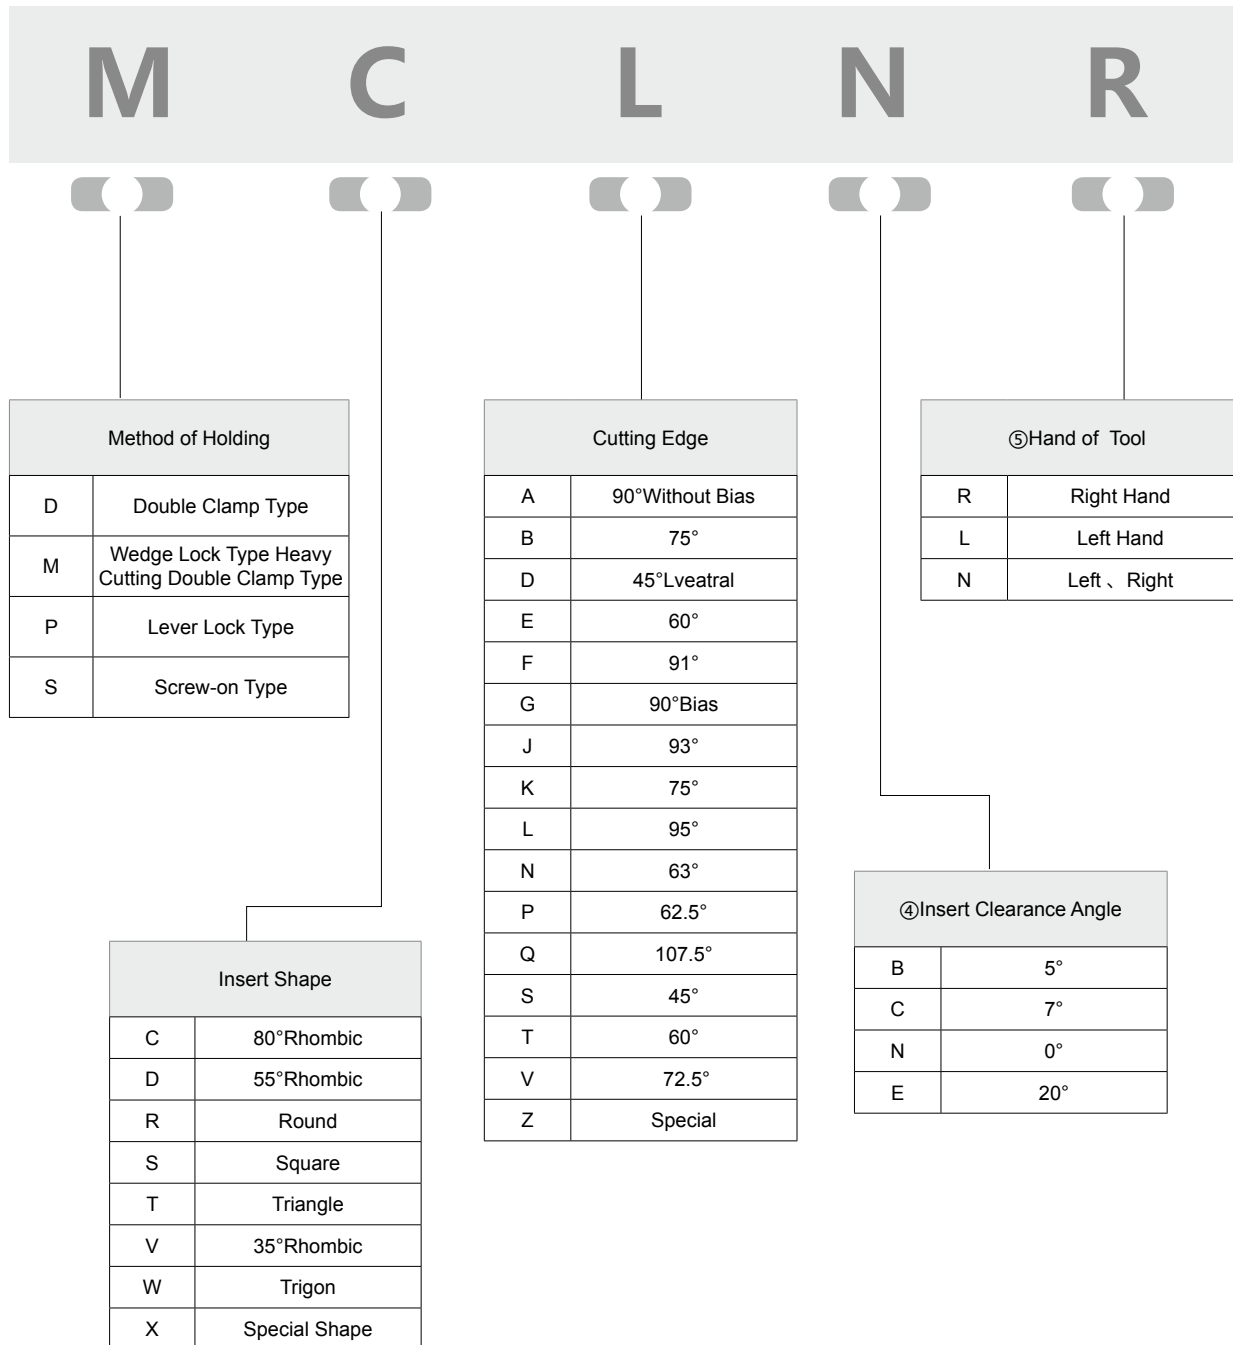 M C L N R
Method of Holding
D Double Clamp Type
M Wedge Lock Type Heavy
Cutting Double Clamp Type
P Lever Lock Type
S Screw-on Type
Cutting Edge
A 90°Without Bias
B 75°
D 45°Lveatral
E 60°
F 91°
G 90°Bias
J 93°
K 75°
L 95°
N 63°
P 62.5°
Q 107.5°
S 45°
T 60°
V 72.5°
Z Special
⑤Hand of Tool
R Right Hand
L Left Hand
N Left 、Right
Insert Shape
C 80°Rhombic
D 55°Rhombic
R Round
S Square
T Triangle
V 35°Rhombic
W Trigon
X Special Shape
④Insert Clearance Angle
B 5°
C 7°
N 0°
E 20°